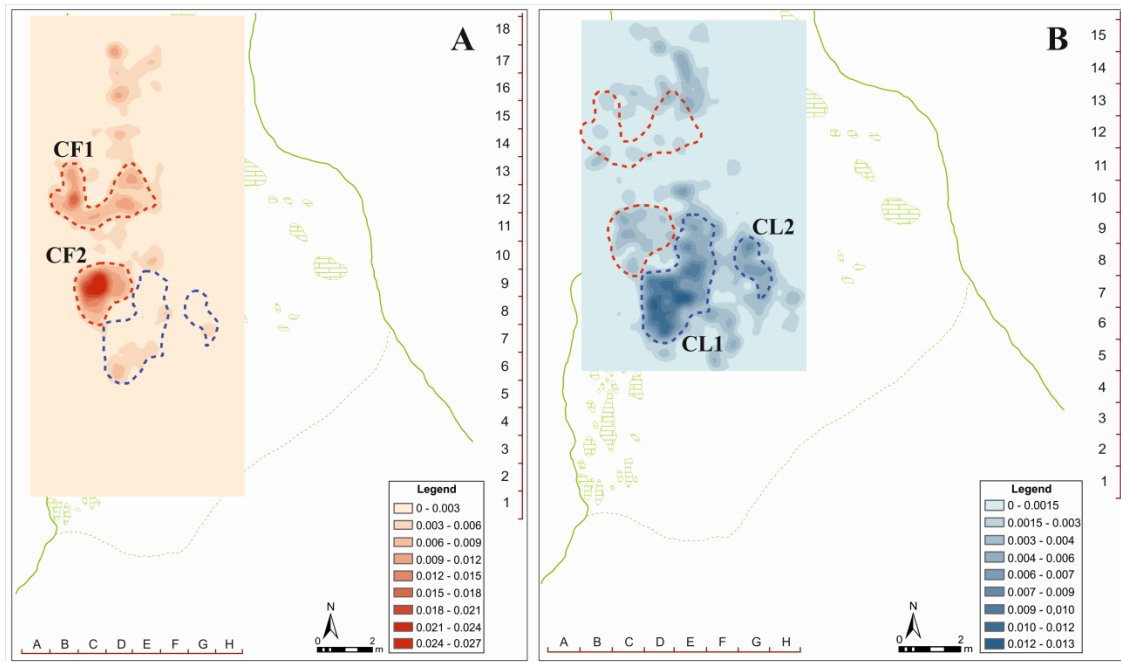 A
18
17
16
15
14
13
12
11
10
9
8
7
6
5
4
3
2
1
CF1
CF2
Legend
0 - 0.003
0.003 - 0.006
0.006 - 0.009
0.009 - 0.012
0.012 - 0.015
0.015 - 0.018
0.018 - 0.021
0.021 - 0.024
0.024 - 0.027
N
0 2
m
A B C D E F G H
B
15
14
13
12
11
10
9
8
7
6
5
4
3
2
1
CL2
CL1
Legend
0 - 0.0015
0.0015 - 0.003
0.003 - 0.004
0.004 - 0.006
0.006 - 0.007
0.007 - 0.009
0.009 - 0,010
0.010 - 0.012
0.012 - 0.013
N
0 2
m
A B C D E F G H